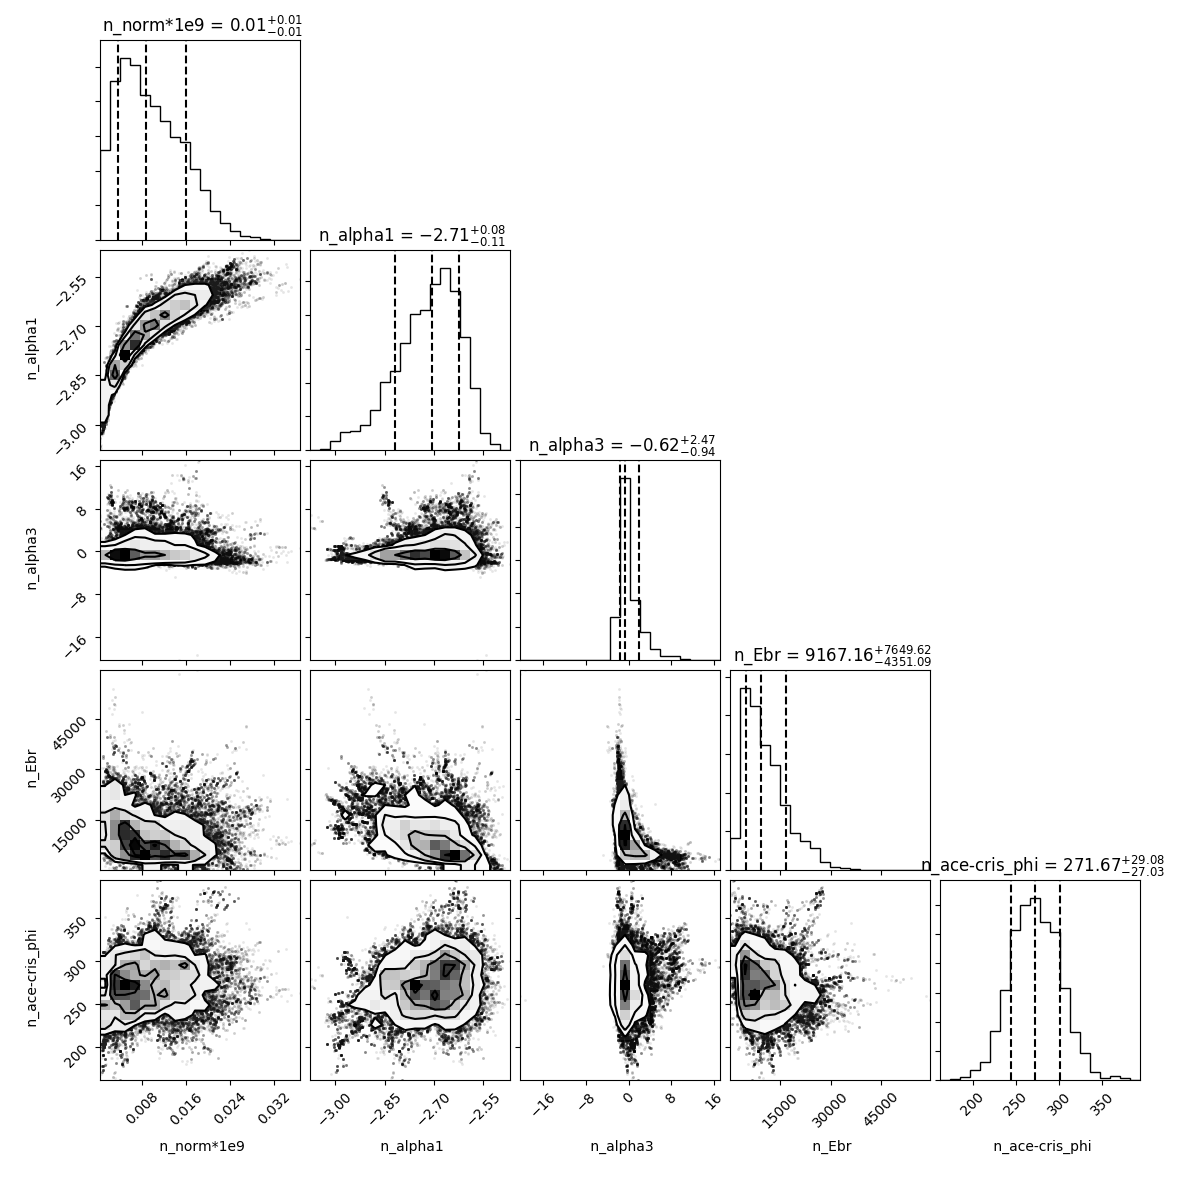 n_norm*1e9 = 0.01+0.01 −0.01
n_alpha1 = −2.71+0.08 −0.11
−2.55
−2.70
−2.85
−3.00
n_alpha1
n_alpha3 = −0.62+2.47 −0.94
16
8
0
−8
−16
n_alpha3
n_Ebr = 9167.16+7649.62 −4351.09
45000
30000
15000
n_Ebr
n_ace-cris_phi = 271.67+29.08 −27.03
350
300
250
200
n_ace-cris_phi
0.008 0.016 0.024 0.032
−3.00 −2.85 −2.70 −2.55
−16 −8 0 8 16
15000 30000 45000
200 250 300 350
n_norm*1e9 n_alpha1 n_alpha3 n_Ebr n_ace-cris_phi